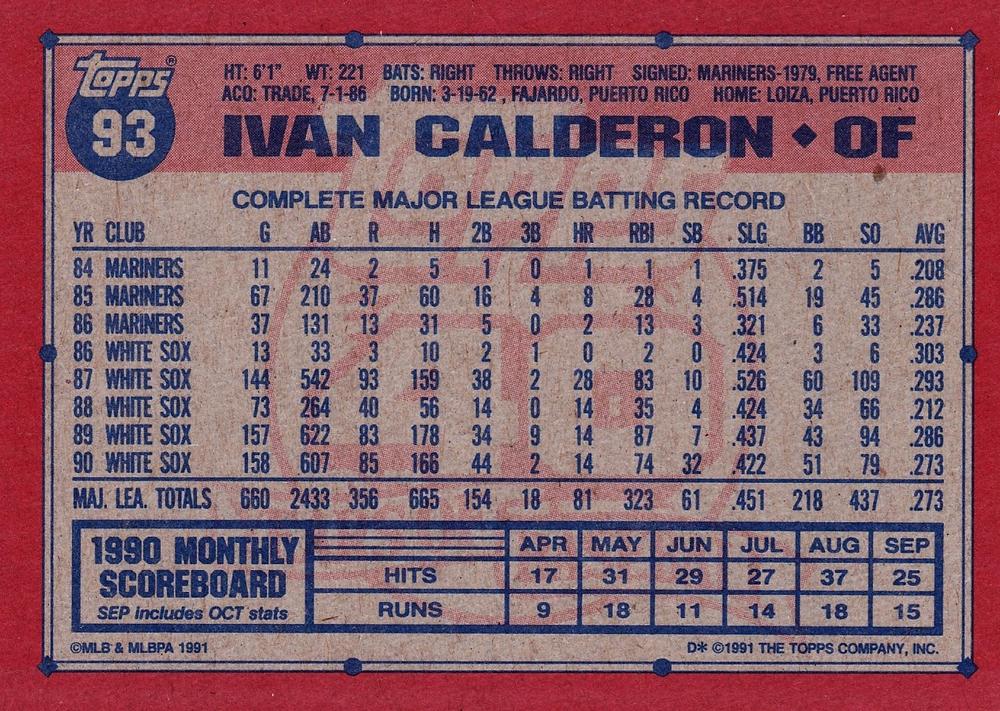 topps®
93
HT: 6'1" WT: 221 BATS: RIGHT THROWS: RIGHT SIGNED: MARINERS-1979, FREE AGENT
ACQ: TRADE, 7-1-86 BORN: 3-19-62 , FAJARDO, PUERTO RICO HOME: LOIZA, PUERTO RICO
IVAN CALDERON ◆ OF
COMPLETE MAJOR LEAGUE BATTING RECORD
YR CLUB G AB R H 2B 3B HR RBI SB SLG BB SO AVG
84 MARINERS 11 24 2 5 1 0 1 1 1 .375 2 5 .208
85 MARINERS 67 210 37 60 16 4 8 28 4 .514 19 45 .286
86 MARINERS 37 131 13 31 5 0 2 13 3 .321 6 33 .237
86 WHITE SOX 13 33 3 10 2 1 0 2 0 .424 3 6 .303
87 WHITE SOX 144 542 93 159 38 2 28 83 10 .526 60 109 .293
88 WHITE SOX 73 264 40 56 14 0 14 35 4 .424 34 66 .212
89 WHITE SOX 157 622 83 178 34 9 14 87 7 .437 43 94 .286
90 WHITE SOX 158 607 85 166 44 2 14 74 32 .422 51 79 .273
MAJ. LEA. TOTALS 660 2433 356 665 154 18 81 323 61 .451 218 437 .273
1990 MONTHLY
SCOREBOARD
SEP includes OCT stats
APR MAY JUN JUL AUG SEP
HITS 17 31 29 27 37 25
RUNS 9 18 11 14 18 15
©MLB & MLBPA 1991
D* ©1991 THE TOPPS COMPANY, INC.